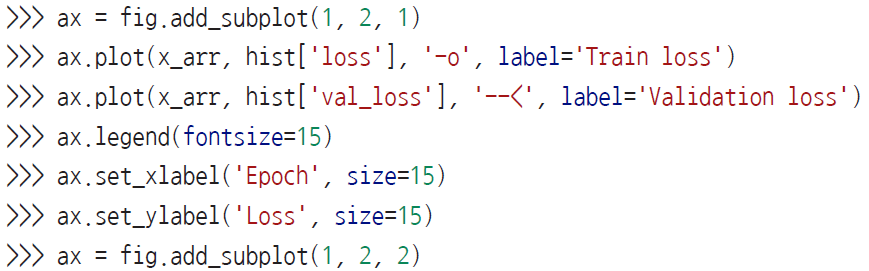 >>> ax = fig.add_subplot(1, 2, 1)
>>> ax.plot(x_arr, hist['loss'], '-o', label='Train loss')
>>> ax.plot(x_arr, hist['val_loss'], '--<', label='Validation loss')
>>> ax.legend(fontsize=15)
>>> ax.set_xlabel('Epoch', size=15)
>>> ax.set_ylabel('Loss', size=15)
>>> ax = fig.add_subplot(1, 2, 2)